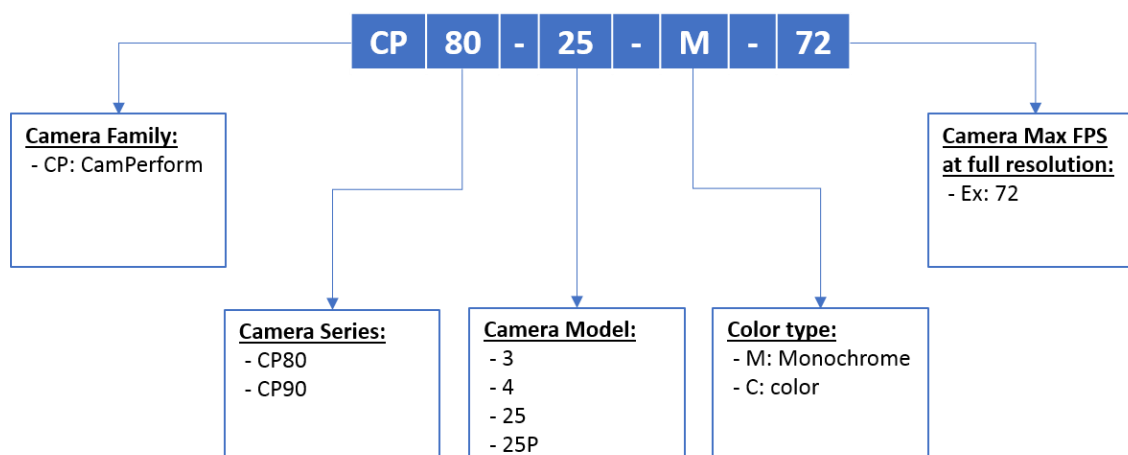 CP 80 - 25 - M - 72
Camera Family:
- CP: CamPerform
Camera Max FPS
at full resolution:
- Ex: 72
Camera Series:
- CP80
- CP90
Camera Model:
- 3
- 4
- 25
- 25P
Color type:
- M: Monochrome
- C: color